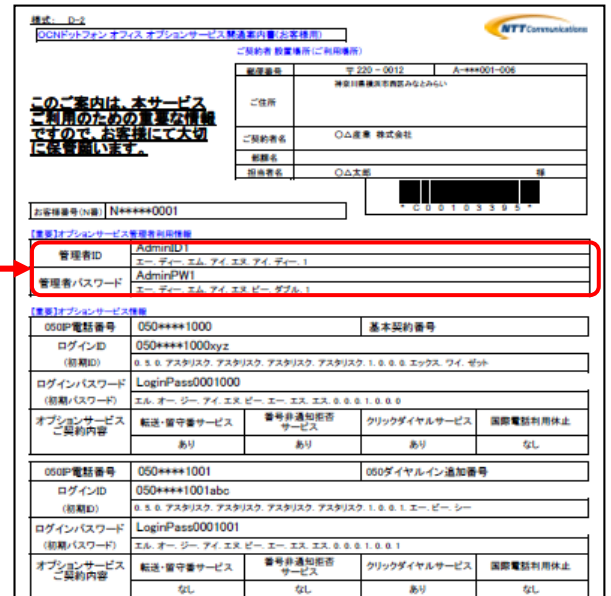 様式: D-2
OCNドットフォン オフィス オプションサービス開通案内書(お客様用)
NTT Communications
ご契約者 設置場所(ご利用場所)
郵便番号 〒220-0012 A-***001-006
このご案内は、本サービス
ご利用のための重要な情報
ですので、お客様にて大切
に保管願います。
ご住所 神奈川県横浜市西区みなとみらい
ご契約者名 〇△産業 株式会社
部課名
担当者名 〇△太郎 様
お客様番号(N番) N*****0001
* C 0 0 1 0 3 3 9 5 *
【重要】オプションサービス管理者利用情報
管理者ID AdminID1
エー. ディー. エム. アイ. エヌ. アイ. ディー. 1
管理者パスワード AdminPW1
エー. ディー. エム. アイ. エヌ. ピー. ダブル. 1
【重要】オプションサービス情報
050IP電話番号 050****1000 基本契約番号
ログインID 050****1000xyz
(初期ID) 0. 5. 0. アスタリスク. アスタリスク. アスタリスク. アスタリスク. 1. 0. 0. 0. エックス. ワイ. ゼット
ログインパスワード LoginPass0001000
(初期パスワード) エル. オー. ジー. アイ. エヌ. ピー. エー. エス. エス. 0. 0. 0. 1. 0. 0. 0
オプションサービス
ご契約内容 転送・留守番サービス 番号非通知拒否
サービス クリックダイヤルサービス 国際電話利用休止
あり あり あり なし
050IP電話番号 050****1001 050ダイヤルイン追加番号
ログインID 050****1001abc
(初期ID) 0. 5. 0. アスタリスク. アスタリスク. アスタリスク. アスタリスク. 1. 0. 0. 1. エー. ビー. シー
ログインパスワード LoginPass0001001
(初期パスワード) エル. オー. ジー. アイ. エヌ. ピー. エー. エス. エス. 0. 0. 0. 1. 0. 0. 1
オプションサービス
ご契約内容 転送・留守番サービス 番号非通知拒否
サービス クリックダイヤルサービス 国際電話利用休止
なし なし あり なし